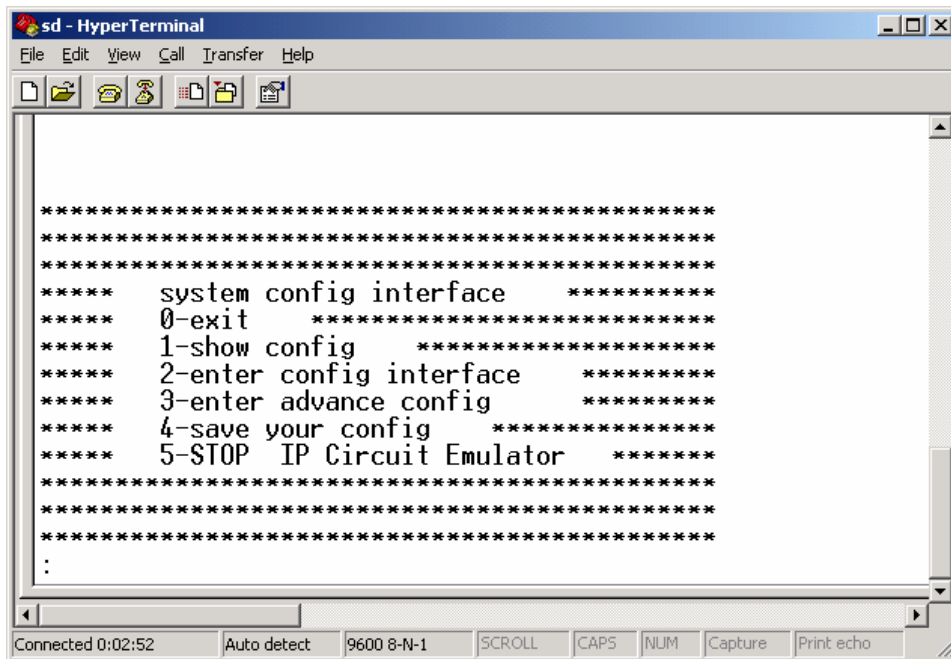 sd - HyperTerminal
File Edit View Call Transfer Help
*********************************************
*********************************************
*********************************************
***** system config interface **********
***** 0-exit ***************************
***** 1-show config ********************
***** 2-enter config interface *********
***** 3-enter advance config *********
***** 4-save your config ***************
***** 5-STOP IP Circuit Emulator *******
*********************************************
*********************************************
*********************************************
:
Connected 0:02:52 Auto detect 9600 8-N-1 SCROLL CAPS NUM Capture Print echo